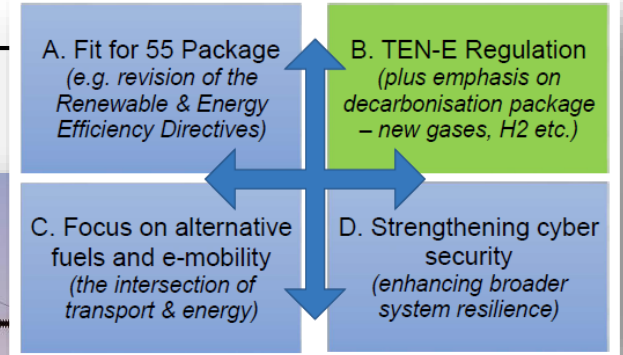 A. Fit for 55 Package
(e.g. revision of the
Renewable & Energy
Efficiency Directives)
B. TEN-E Regulation
(plus emphasis on
decarbonisation package
– new gases, H2 etc.)
C. Focus on alternative
fuels and e-mobility
(the intersection of
transport & energy)
D. Strengthening cyber
security
(enhancing broader
system resilience)